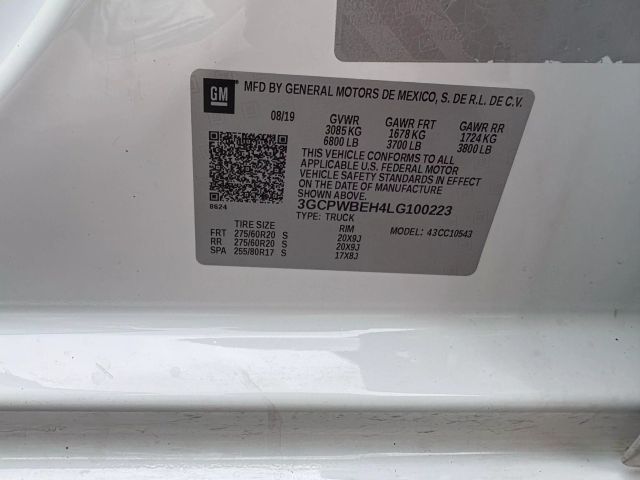 GM
MFD BY GENERAL MOTORS DE MEXICO, S. DE R.L. DE C.V.
08/19 GVWR GAWR FRT GAWR RR
3085 KG 1678 KG 1724 KG
6800 LB 3700 LB 3800 LB
THIS VEHICLE CONFORMS TO ALL
APPLICABLE U.S. FEDERAL MOTOR
VEHICLE SAFETY STANDARDS IN EFFECT
ON THE DATE OF MANUFACTURE
SHOWN ABOVE.
8624
3GCPWBEH4LG100223
TYPE: TRUCK
TIRE SIZE RIM MODEL: 43CC10543
FRT 275/60R20 S 20X9J
RR 275/60R20 S 20X9J
SPA 255/80R17 S 17X8J